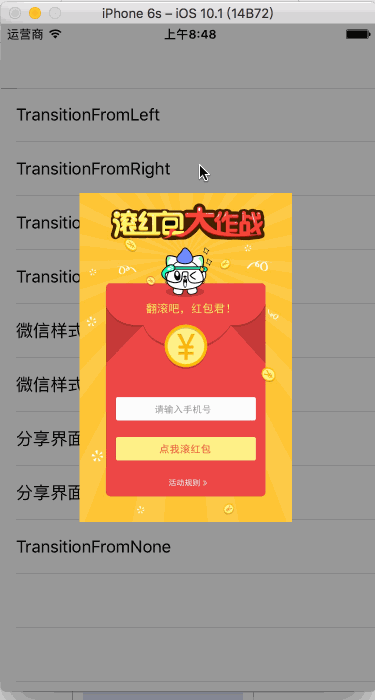 iPhone 6s – iOS 10.1 (14B72)
运营商 上午8:48
TransitionFromLeft
TransitionFromRight
Transitio
Transitio
微信样式
微信样式
分享界面
分享界面
TransitionFromNone
滚红包大作战
翻滚吧，红包君！
¥
请输入手机号
点我滚红包
活动规则 »